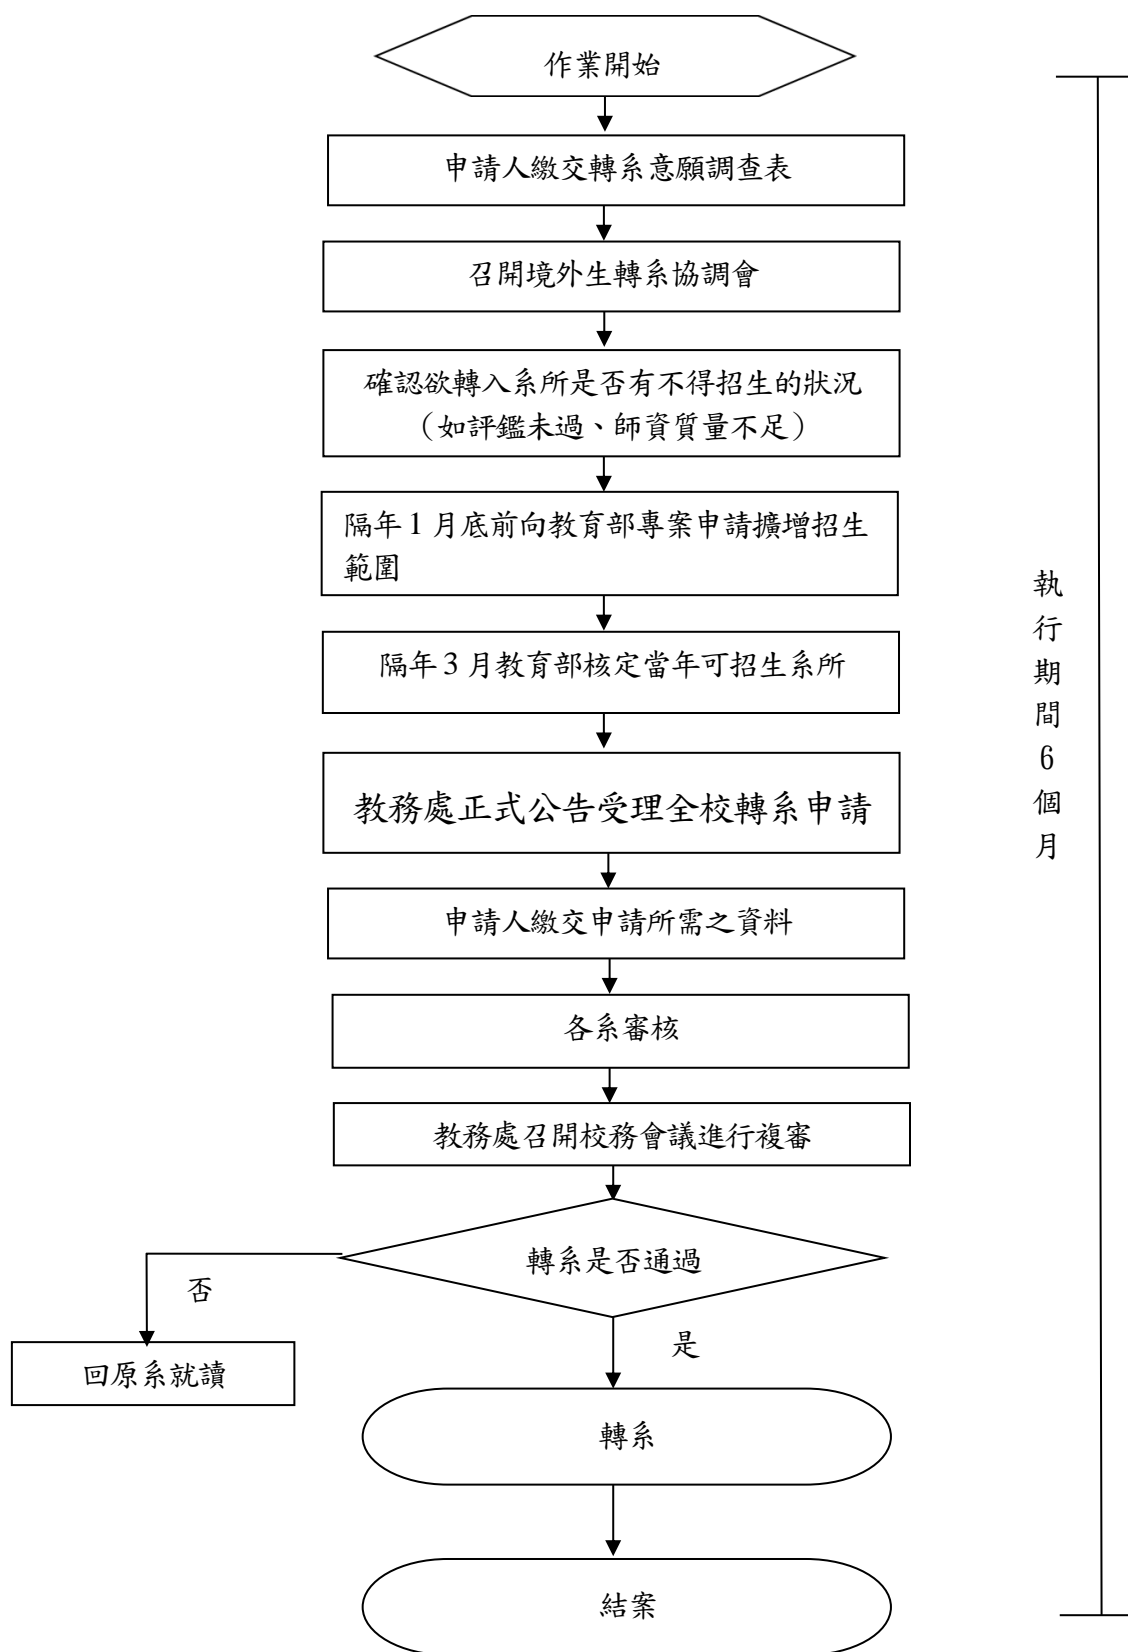 作業開始
申請人繳交轉系意願調查表
召開境外生轉系協調會
確認欲轉入系所是否有不得招生的狀況
（如評鑑未過、師資質量不足）
隔年1月底前向教育部專案申請擴增招生
範圍
隔年3月教育部核定當年可招生系所
教務處正式公告受理全校轉系申請
申請人繳交申請所需之資料
各系審核
教務處召開校務會議進行複審
轉系是否通過
否
是
回原系就讀
轉系
結案
執
行
期
間
6
個
月